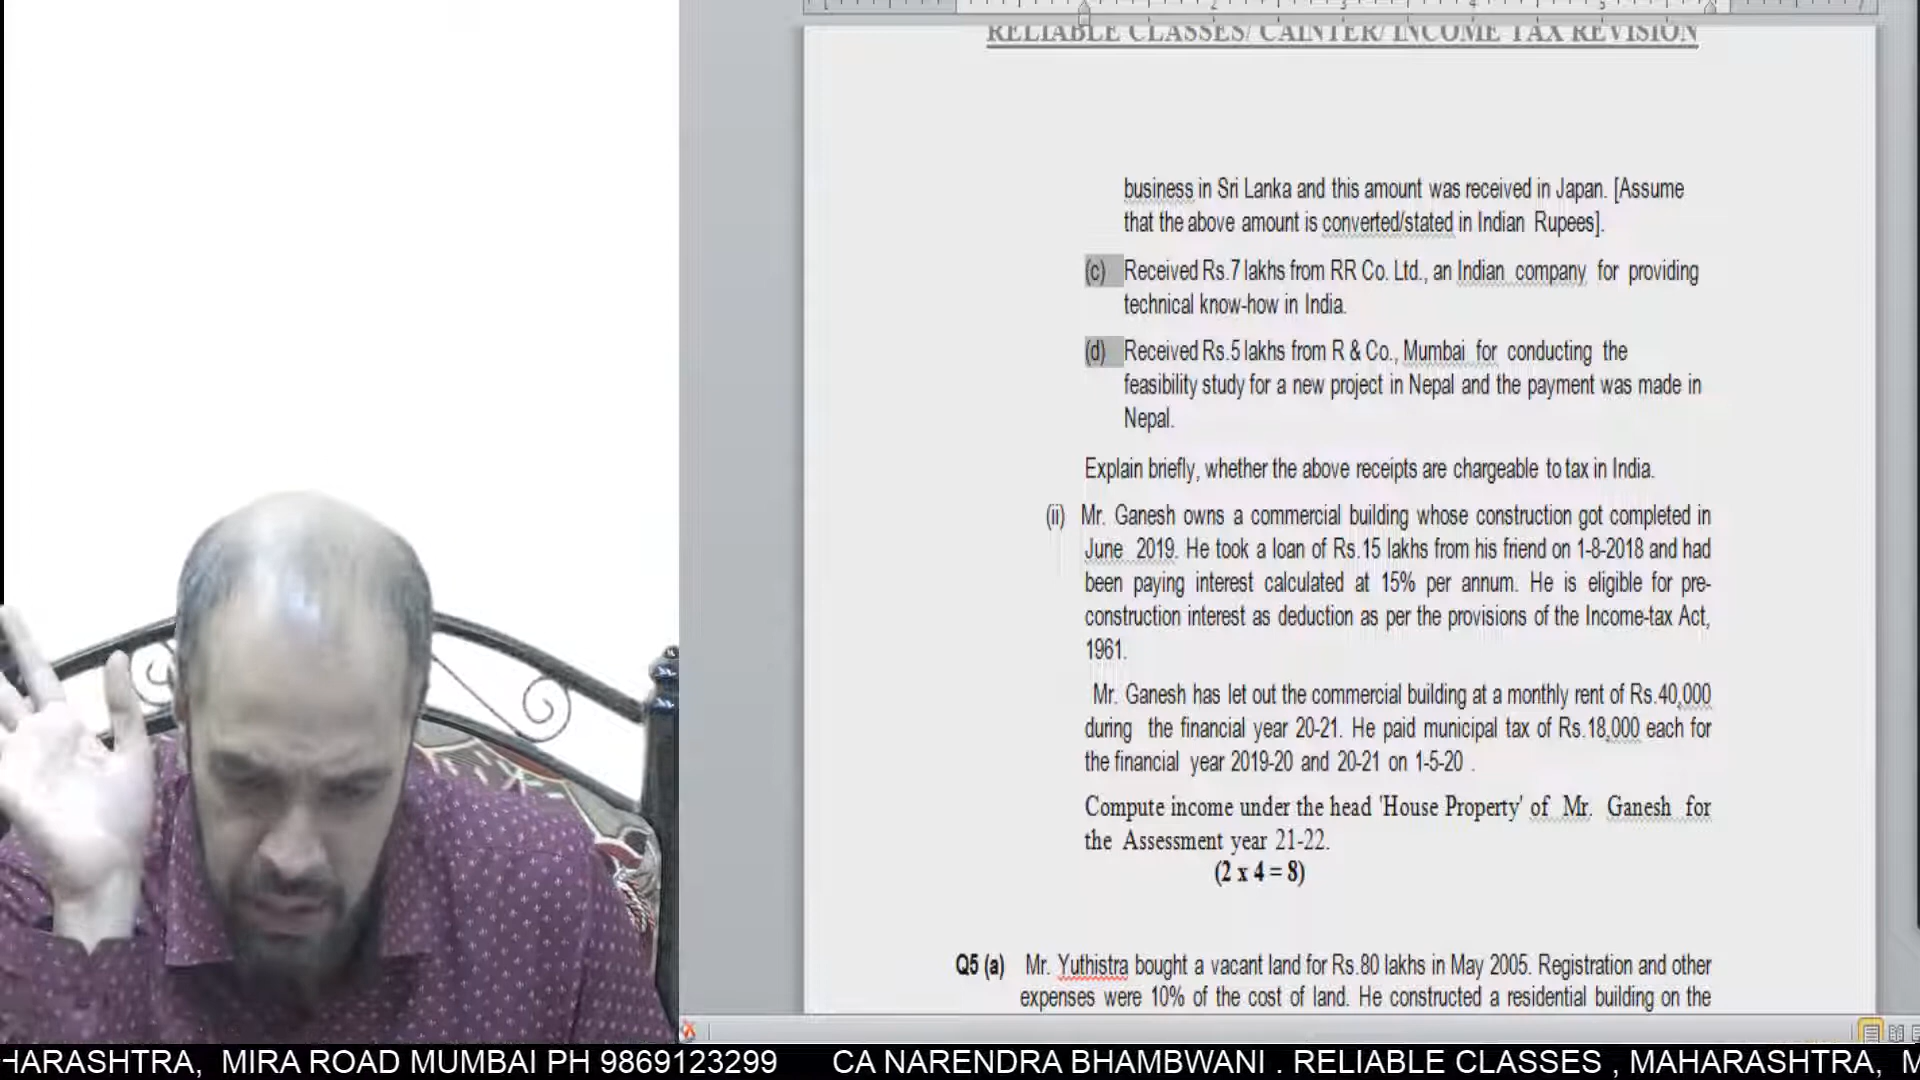 RELIABLE CLASSES/ CAINTER/ INCOME TAX REVISION
business in Sri Lanka and this amount was received in Japan. [Assume
that the above amount is converted/stated in Indian Rupees].
(c) Received Rs.7 lakhs from RR Co. Ltd., an Indian company for providing
technical know-how in India.
(d) Received Rs.5 lakhs from R & Co., Mumbai for conducting the
feasibility study for a new project in Nepal and the payment was made in
Nepal.
Explain briefly, whether the above receipts are chargeable to tax in India.
(ii) Mr. Ganesh owns a commercial building whose construction got completed in
June 2019. He took a loan of Rs.15 lakhs from his friend on 1-8-2018 and had
been paying interest calculated at 15% per annum. He is eligible for pre-
construction interest as deduction as per the provisions of the Income-tax Act,
1961.
Mr. Ganesh has let out the commercial building at a monthly rent of Rs.40,000
during the financial year 20-21. He paid municipal tax of Rs.18,000 each for
the financial year 2019-20 and 20-21 on 1-5-20 .
Compute income under the head 'House Property' of Mr. Ganesh for
the Assessment year 21-22.
(2 x 4 = 8)
Q5 (a) Mr. Yuthistra bought a vacant land for Rs.80 lakhs in May 2005. Registration and other
expenses were 10% of the cost of land. He constructed a residential building on the
HARASHTRA, MIRA ROAD MUMBAI PH 9869123299 CA NARENDRA BHAMBWANI . RELIABLE CLASSES , MAHARASHTRA, M